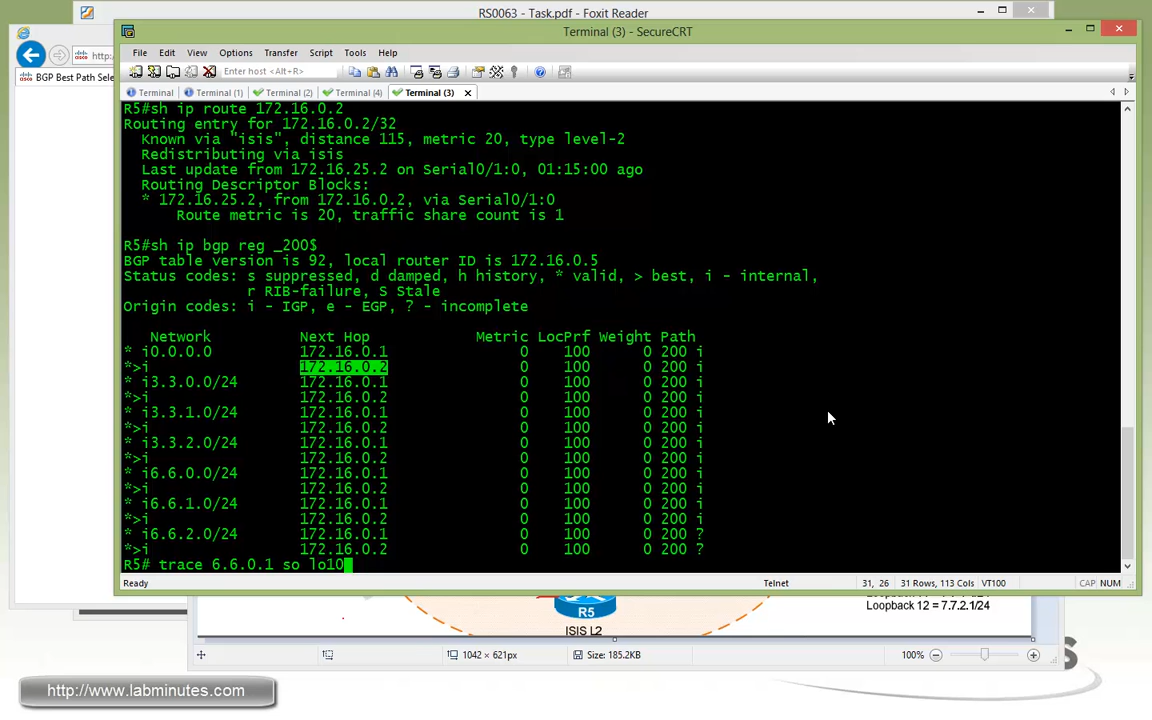 RS0063 - Task.pdf - Foxit Reader
Terminal (3) - SecureCRT
File Edit View Options Transfer Script Tools Help
http:
Enter host <Alt+R>
BGP Best Path Sele
Terminal Terminal (1) Terminal (2) Terminal (4) Terminal (3)
R5#sh ip route 172.16.0.2
Routing entry for 172.16.0.2/32
Known via "isis", distance 115, metric 20, type level-2
Redistributing via isis
Last update from 172.16.25.2 on Serial0/1:0, 01:15:00 ago
Routing Descriptor Blocks:
* 172.16.25.2, from 172.16.0.2, via Serial0/1:0
Route metric is 20, traffic share count is 1
R5#sh ip bgp reg _200$
BGP table version is 92, local router ID is 172.16.0.5
Status codes: s suppressed, d damped, h history, * valid, > best, i - internal,
r RIB-failure, S Stale
Origin codes: i - IGP, e - EGP, ? - incomplete
Network Next Hop Metric LocPrf Weight Path
* i0.0.0.0 172.16.0.1 0 100 0 200 i
*>i 172.16.0.2 0 100 0 200 i
* i3.3.0.0/24 172.16.0.1 0 100 0 200 i
*>i 172.16.0.2 0 100 0 200 i
* i3.3.1.0/24 172.16.0.1 0 100 0 200 i
*>i 172.16.0.2 0 100 0 200 i
* i3.3.2.0/24 172.16.0.1 0 100 0 200 i
*>i 172.16.0.2 0 100 0 200 i
* i6.6.0.0/24 172.16.0.1 0 100 0 200 i
*>i 172.16.0.2 0 100 0 200 i
* i6.6.1.0/24 172.16.0.1 0 100 0 200 i
*>i 172.16.0.2 0 100 0 200 i
* i6.6.2.0/24 172.16.0.1 0 100 0 200 ?
*>i 172.16.0.2 0 100 0 200 ?
R5# trace 6.6.0.1 so lo10
Ready Telnet 31, 26 31 Rows, 113 Cols VT100 CAP NUM
Loopback 12 = 7.7.2.1/24
R5
ISIS L2
1042 × 621px Size: 185.2KB 100%
http://www.labminutes.com